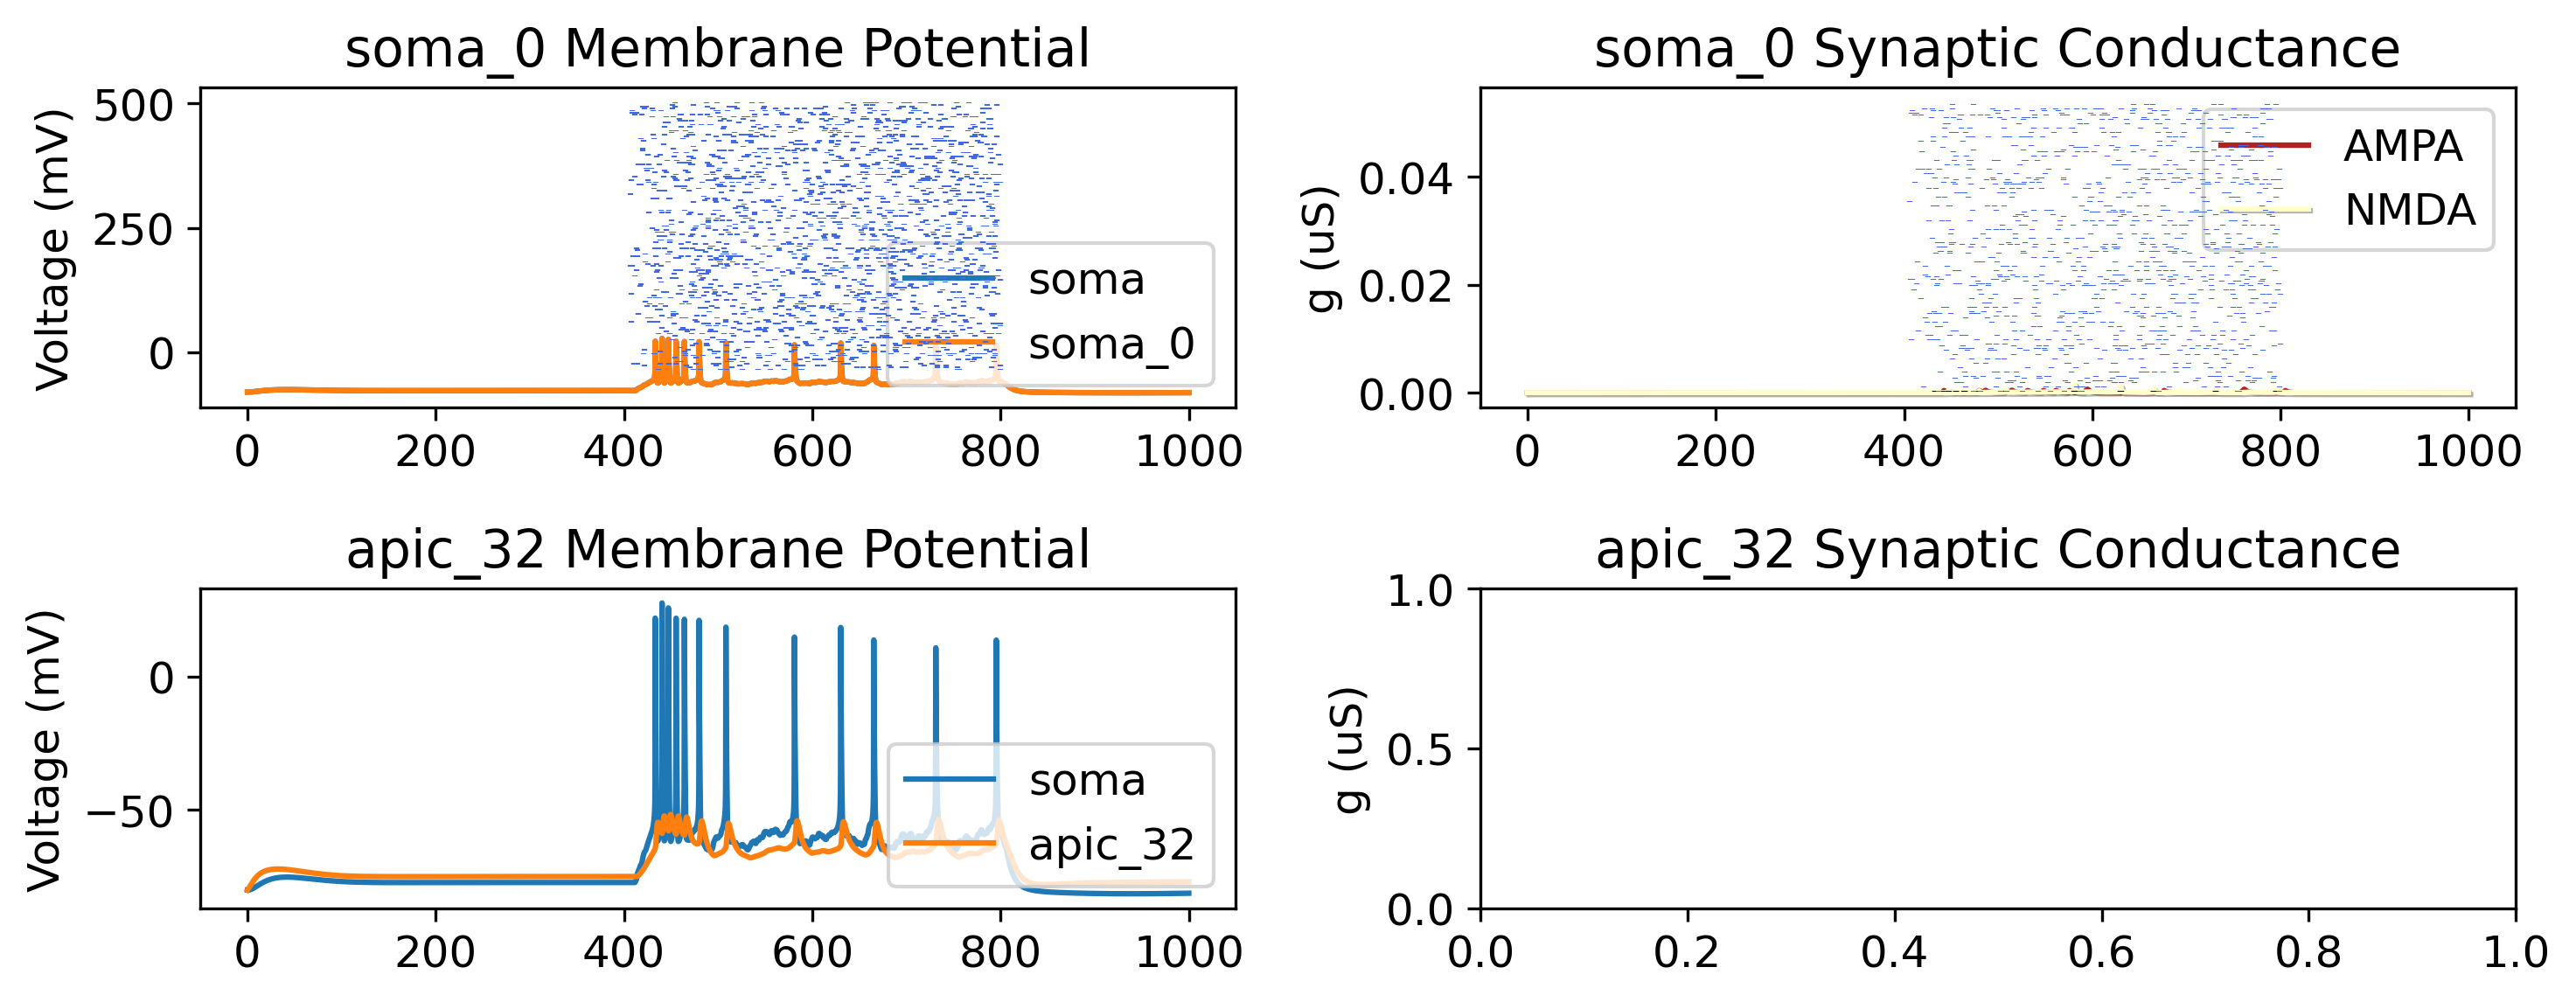 soma_0 Membrane Potential
Voltage (mV)
500
250
0
soma
soma_0
0 200 400 600 800 1000
soma_0 Synaptic Conductance
g (uS)
0.04
0.02
0.00
AMPA
NMDA
0 200 400 600 800 1000
apic_32 Membrane Potential
Voltage (mV)
0
−50
soma
apic_32
0 200 400 600 800 1000
apic_32 Synaptic Conductance
g (uS)
1.0
0.5
0.0
0.0 0.2 0.4 0.6 0.8 1.0